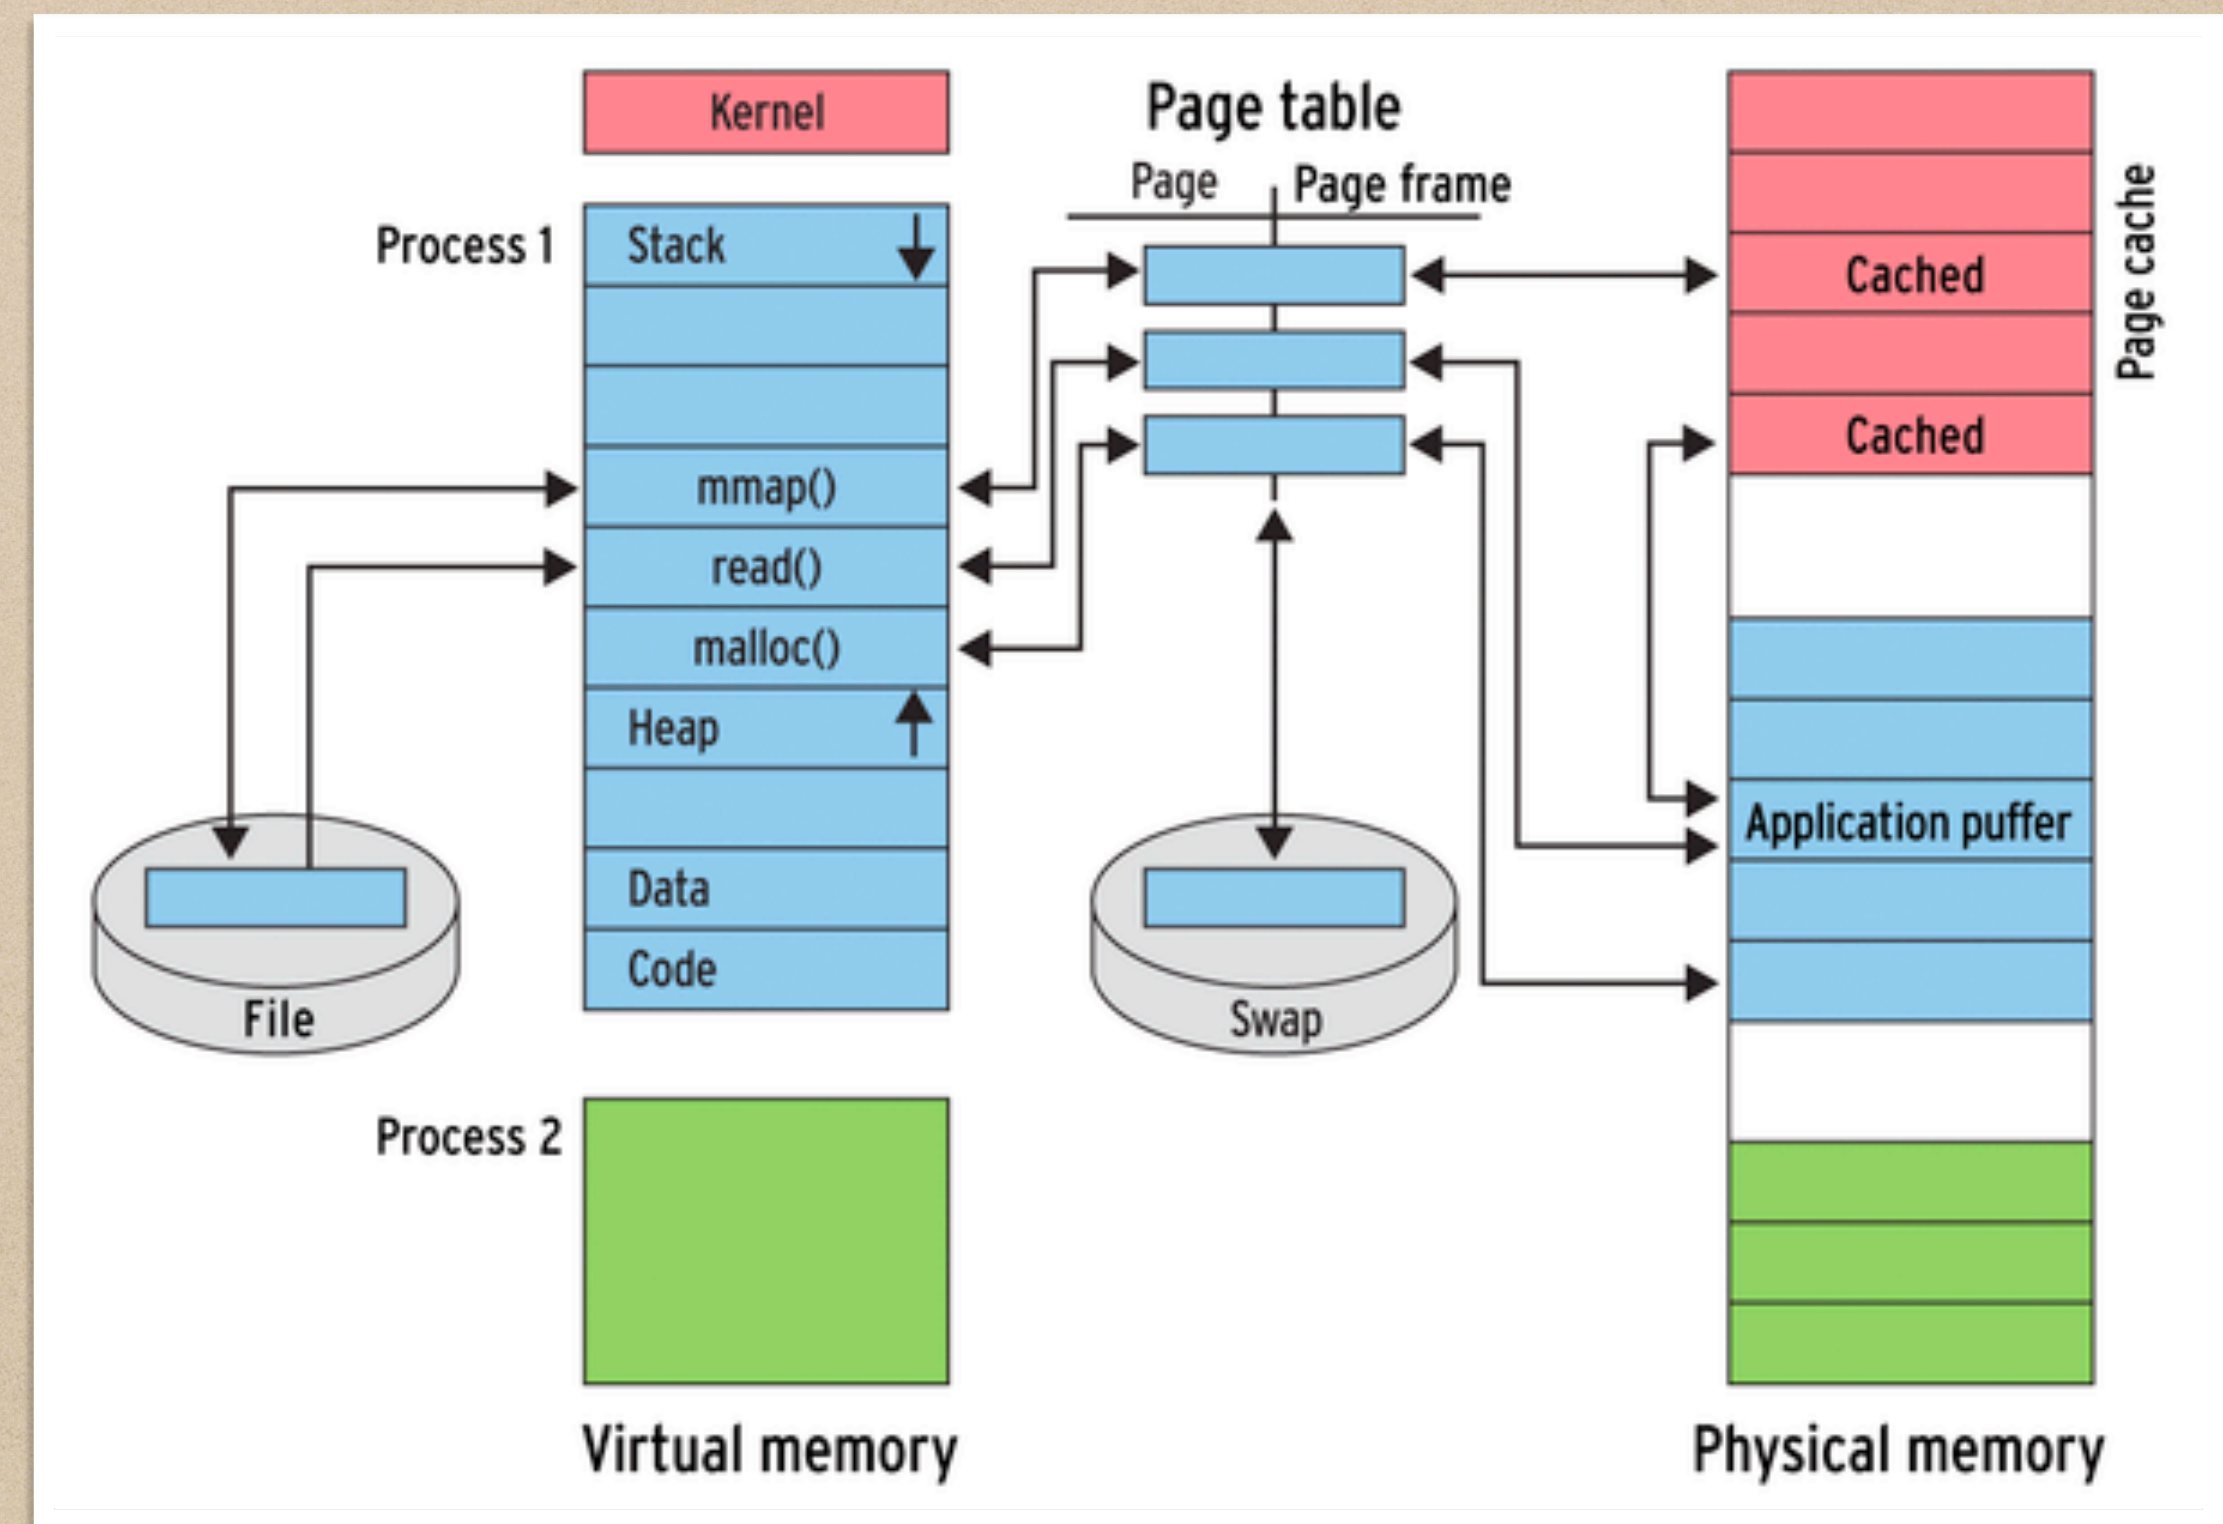 Kernel
Page table
Page
Page frame
Process 1
Stack
Cached
Page cache
Cached
mmap()
read()
malloc()
Heap
Application puffer
Data
Code
File
Swap
Process 2
Virtual memory
Physical memory